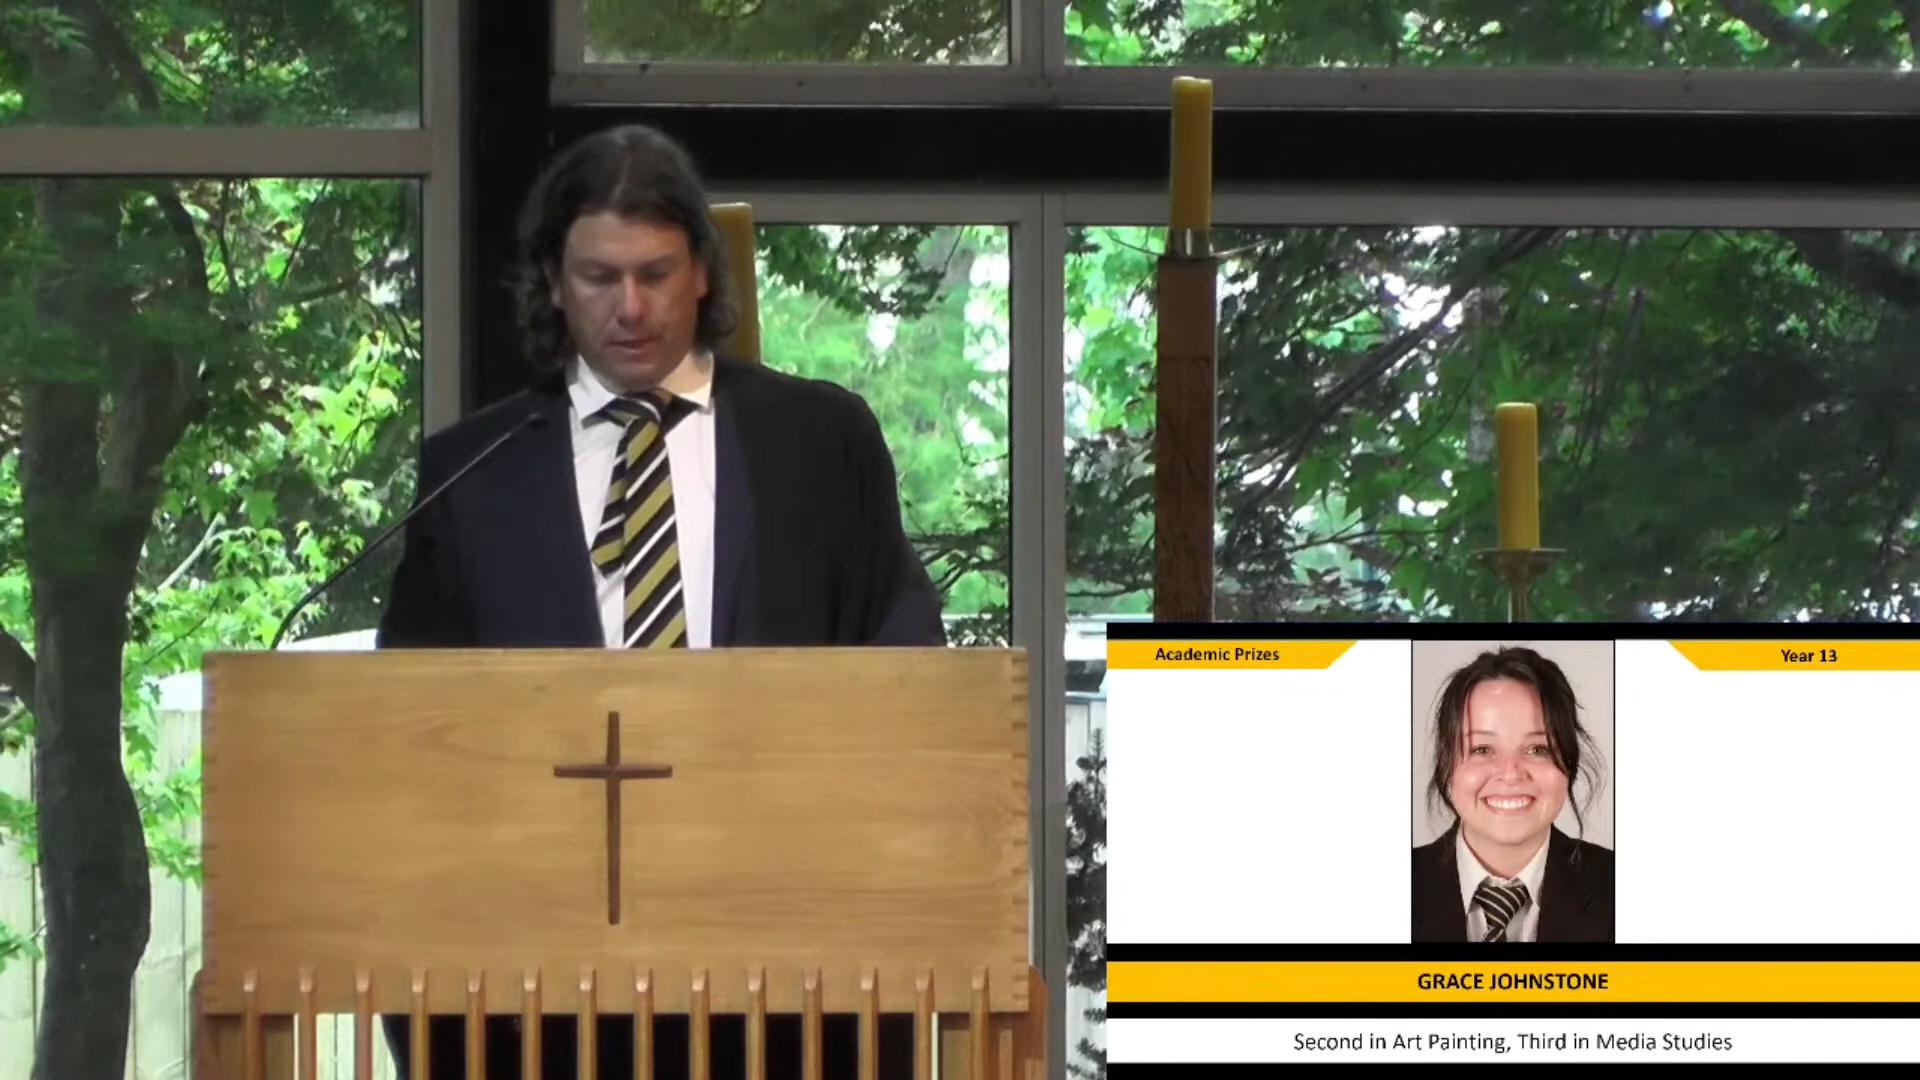 Academic Prizes
Year 13
GRACE JOHNSTONE
Second in Art Painting, Third in Media Studies